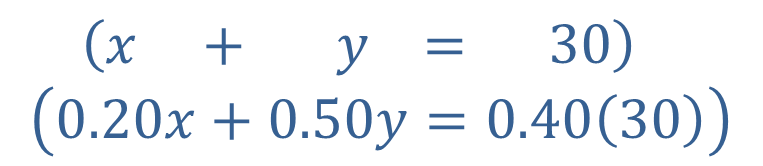 (x + y = 30)
(0.20x + 0.50y = 0.40(30))